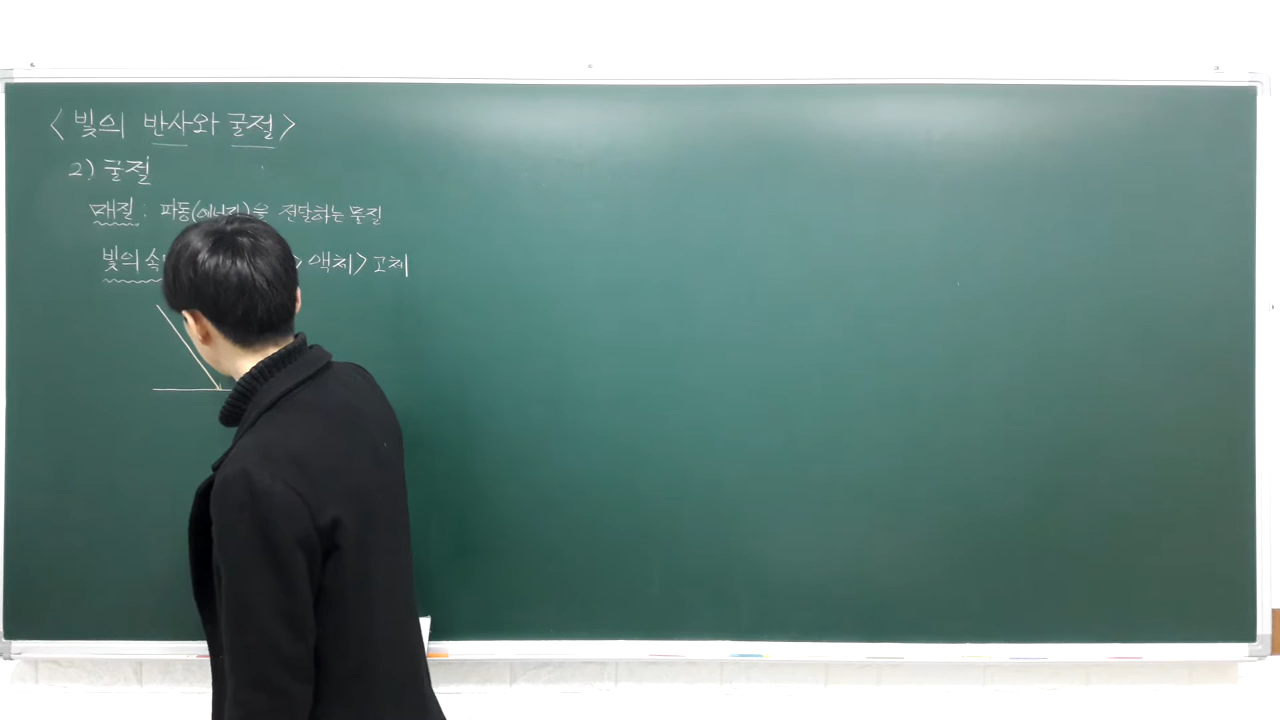 <빛의 반사와 굴절>
2) 굴절
매질 : 파동(에너지)을 전달하는 물질
빛의 > 액체 > 고체